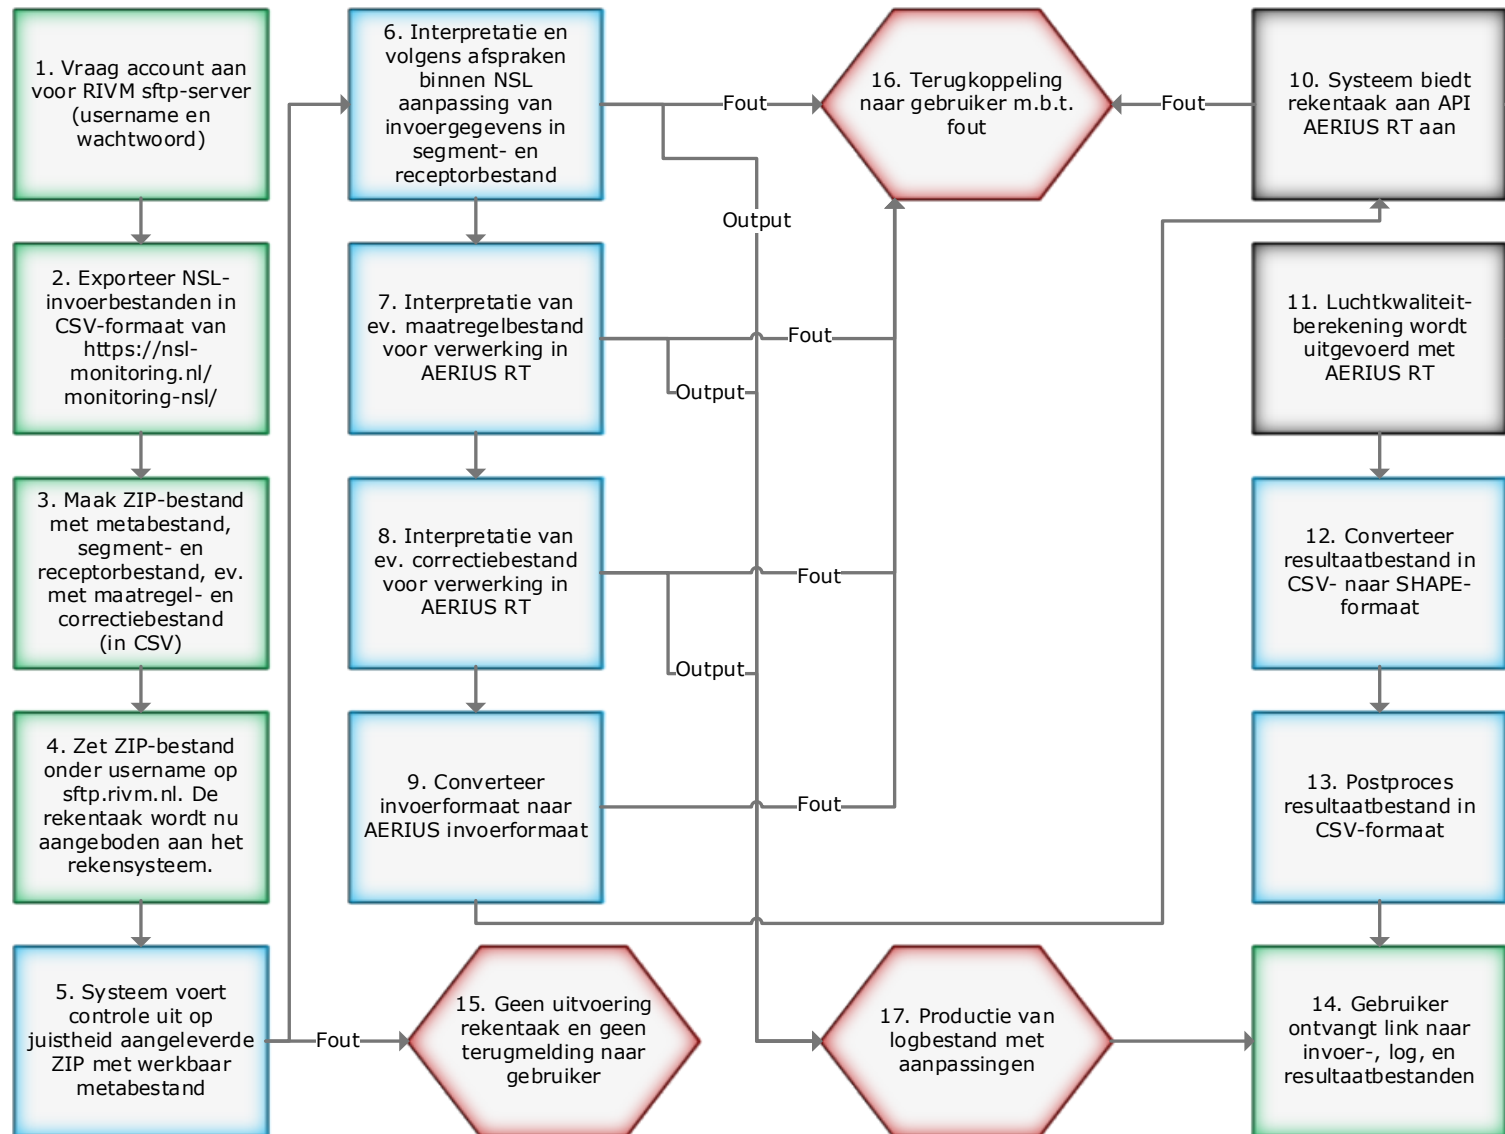 1. Vraag account aan
voor RIVM sftp-server
(username en
wachtwoord)
2. Exporteer NSL-
invoerbestanden in
CSV-formaat van
https://nsl-
monitoring.nl/
monitoring-nsl/
3. Maak ZIP-bestand
met metabestand,
segment- en
receptorbestand, ev.
met maatregel- en
correctiebestand
(in CSV)
4. Zet ZIP-bestand
onder username op
sftp.rivm.nl. De
rekentaak wordt nu
aangeboden aan het
rekensysteem.
5. Systeem voert
controle uit op
juistheid aangeleverde
ZIP met werkbaar
metabestand
Fout
15. Geen uitvoering
rekentaak en geen
terugmelding naar
gebruiker
6. Interpretatie en
volgens afspraken
binnen NSL
aanpassing van
invoergegevens in
segment- en
receptorbestand
Fout
Output
7. Interpretatie van
ev. maatregelbestand
voor verwerking in
AERIUS RT
Fout
Output
8. Interpretatie van
ev. correctiebestand
voor verwerking in
AERIUS RT
Fout
Output
9. Converteer
invoerformaat naar
AERIUS invoerformaat
Fout
16. Terugkoppeling
naar gebruiker m.b.t.
fout
Fout
10. Systeem biedt
rekentaak aan API
AERIUS RT aan
11. Luchtkwaliteit-
berekening wordt
uitgevoerd met
AERIUS RT
12. Converteer
resultaatbestand in
CSV- naar SHAPE-
formaat
13. Postproces
resultaatbestand in
CSV-formaat
17. Productie van
logbestand met
aanpassingen
14. Gebruiker
ontvangt link naar
invoer-, log, en
resultaatbestanden